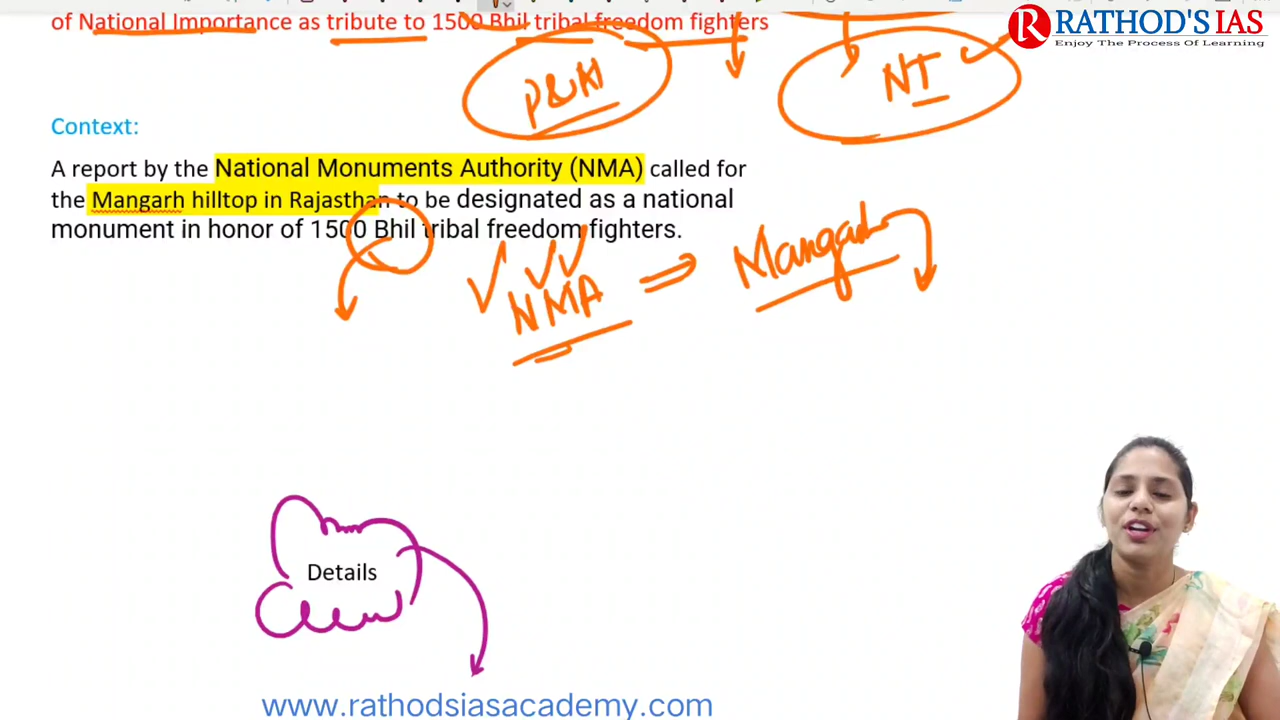 of National Importance as tribute to 1500 Bhil tribal freedom fighters
RATHOD'S IAS
Enjoy The Process Of Learning
P&HI
NT
Context:
A report by the National Monuments Authority (NMA) called for
the Mangarh hilltop in Rajasthan to be designated as a national
monument in honor of 1500 Bhil tribal freedom fighters.
NMA ⇒ Mangarh
Details
www.rathodsiasacademy.com